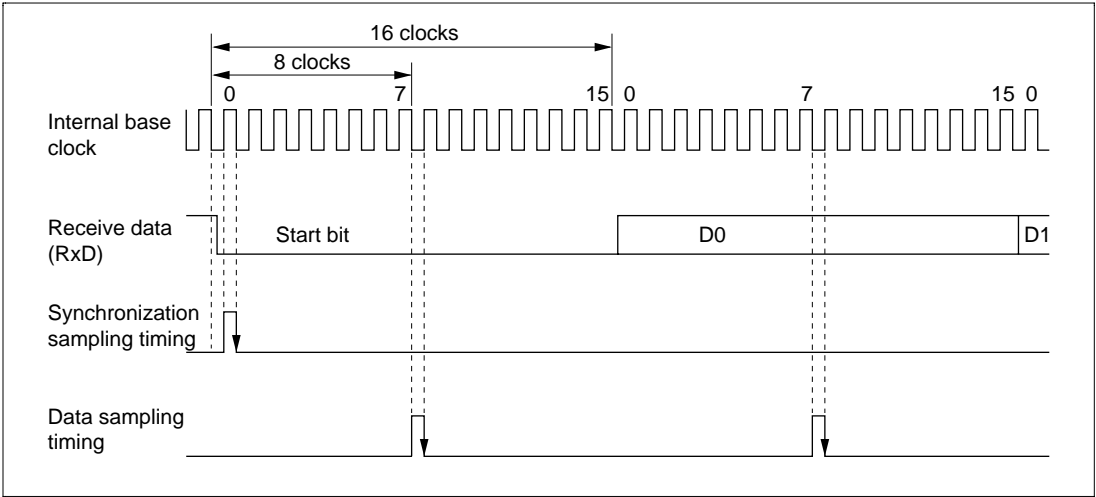 16 clocks
8 clocks
0 7 15 0 7 15 0
Internal base
clock
Receive data
(RxD)
Start bit D0 D1
Synchronization
sampling timing
Data sampling
timing